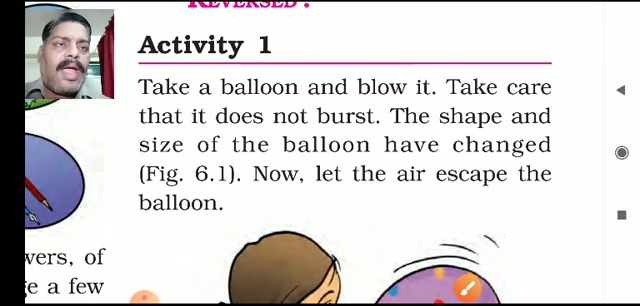 REVERSED?
Activity 1
Take a balloon and blow it. Take care
that it does not burst. The shape and
size of the balloon have changed
(Fig. 6.1). Now, let the air escape the
balloon.
wers, of
e a few